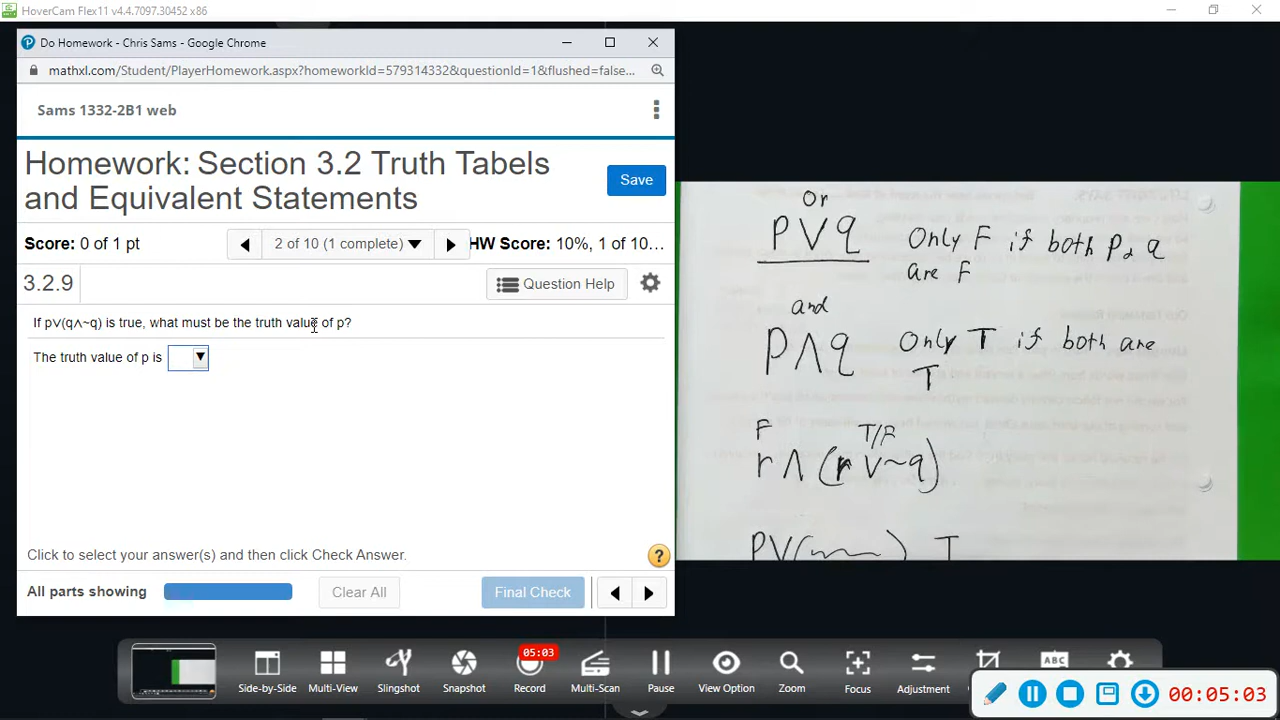 HoverCam Flex11 v4.4.7097.30452 x86
Do Homework - Chris Sams - Google Chrome
mathxl.com/Student/PlayerHomework.aspx?homeworkId=579314332&questionId=1&flushed=false...
Sams 1332-2B1 web
Homework: Section 3.2 Truth Tabels
and Equivalent Statements
Save
Score: 0 of 1 pt
2 of 10 (1 complete)
HW Score: 10%, 1 of 10...
3.2.9
Question Help
If p∨(q∧~q) is true, what must be the truth value of p?
The truth value of p is
Click to select your answer(s) and then click Check Answer.
?
All parts showing
Clear All
Final Check
Or
P∨q Only F if both P & q
are F
and
P∧q Only T if both are
T
F T/F
r∧(r∨~q)
P∨( ) T
Side-by-Side
Multi-View
Slingshot
Snapshot
05:03
Record
Multi-Scan
Pause
View Option
Zoom
Focus
Adjustment
ABC
00:05:03